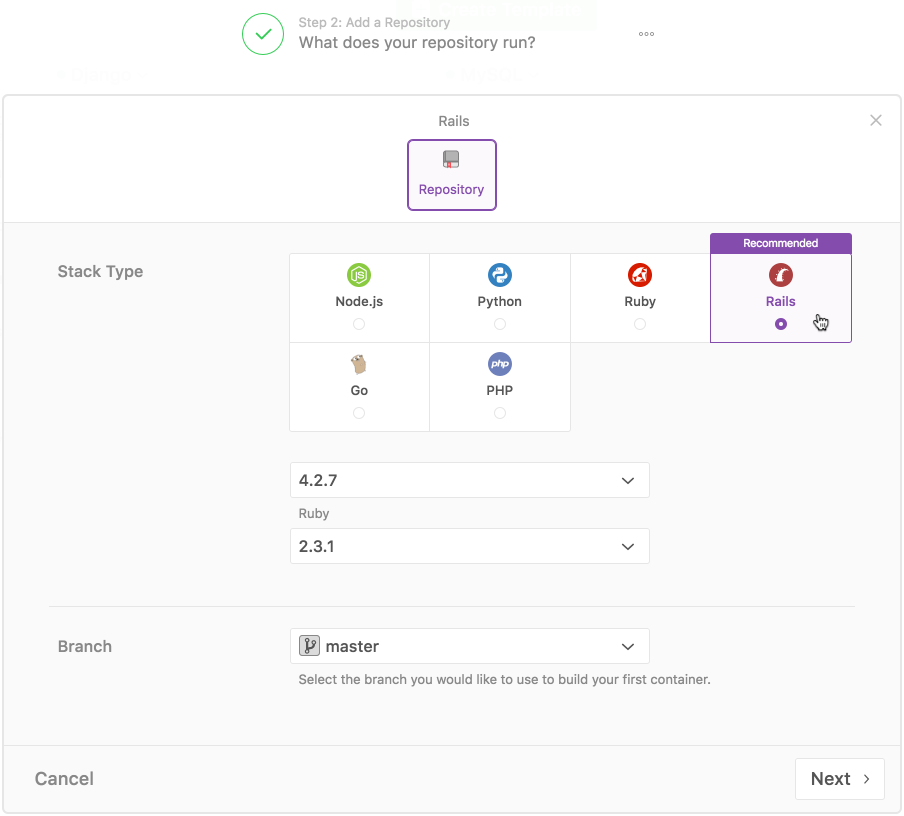 Step 2: Add a Repository
What does your repository run?
Rails
Repository
Recommended
Stack Type
Node.js
Python
Ruby
Rails
Go
PHP
4.2.7
Ruby
2.3.1
Branch
master
Select the branch you would like to use to build your first container.
Cancel
Next